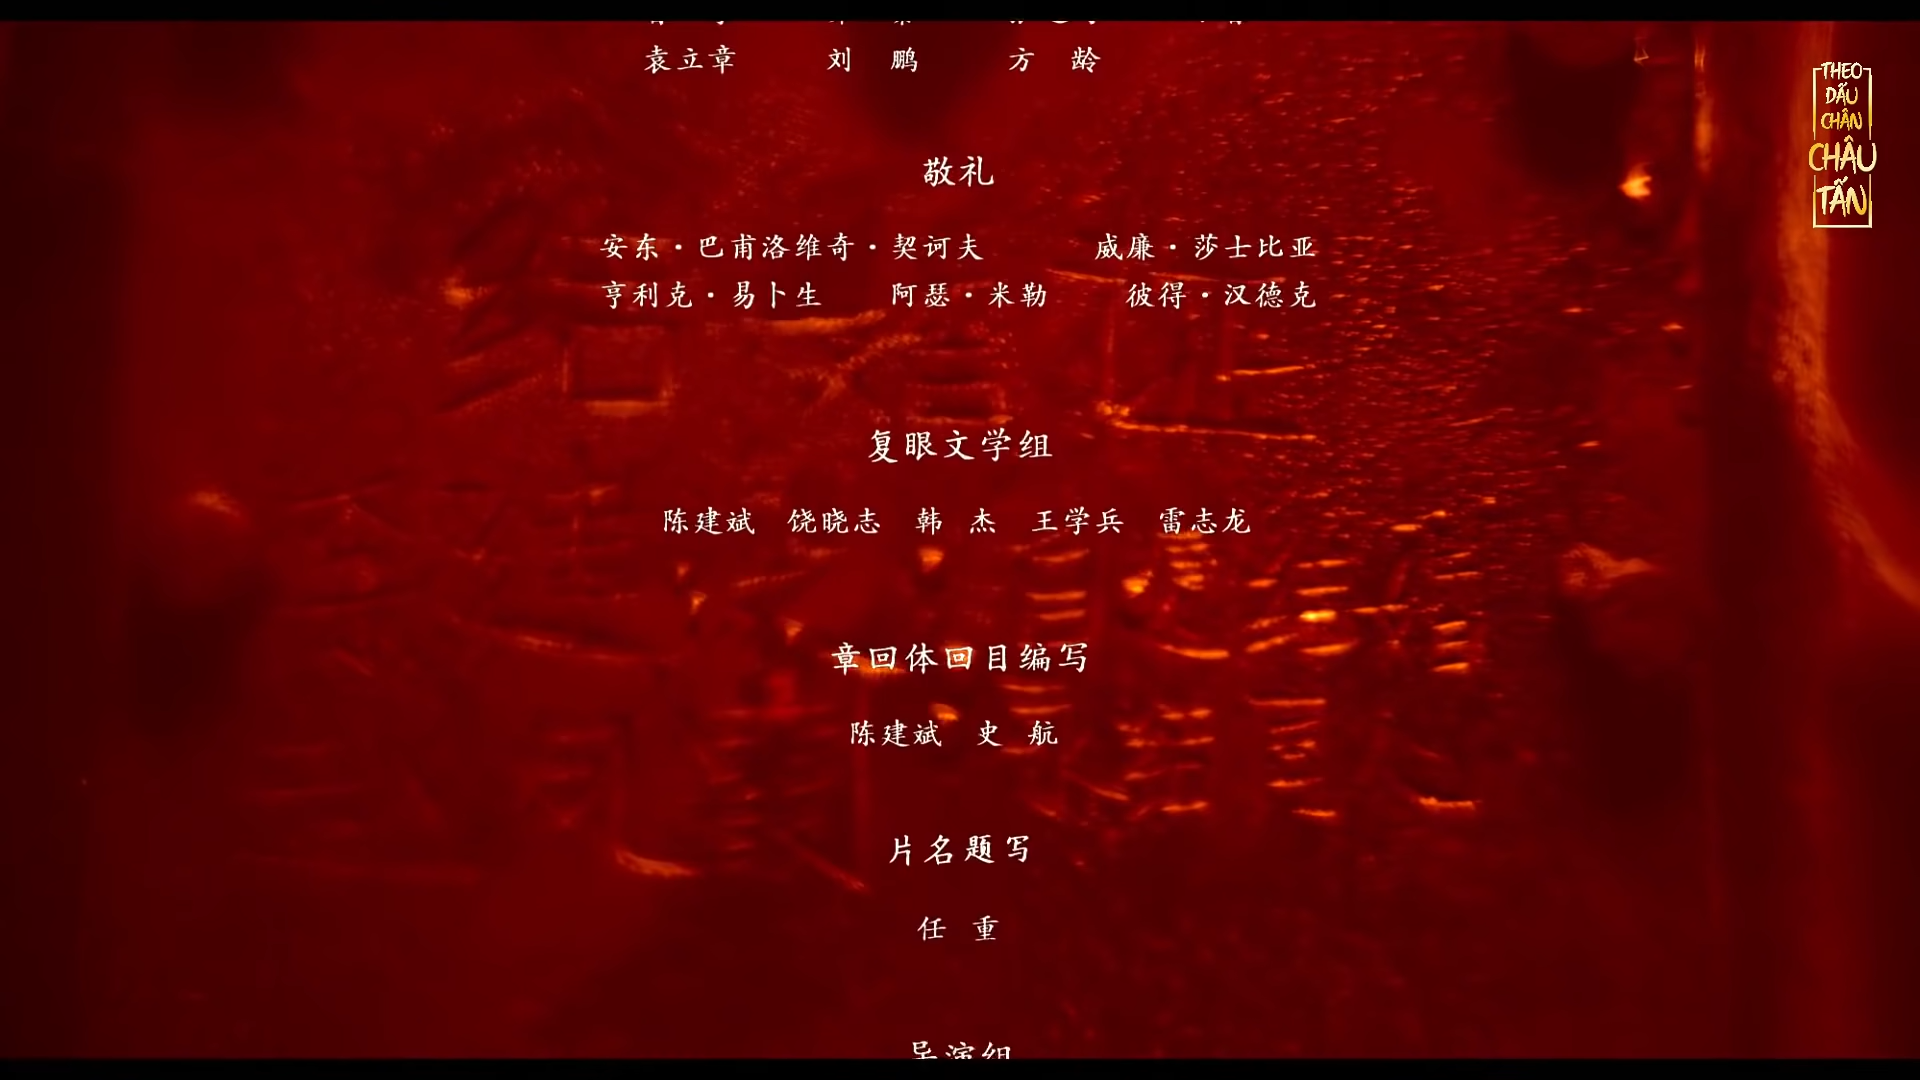 袁立章 刘鹏 方龄
敬礼
安东·巴甫洛维奇·契诃夫 威廉·莎士比亚
亨利克·易卜生 阿瑟·米勒 彼得·汉德克
复眼文学组
陈建斌 饶晓志 韩杰 王学兵 雷志龙
章回体回目编写
陈建斌 史航
片名题写
任重
导演组
THEO
DẤU
CHÂN
CHÂU
TẤN